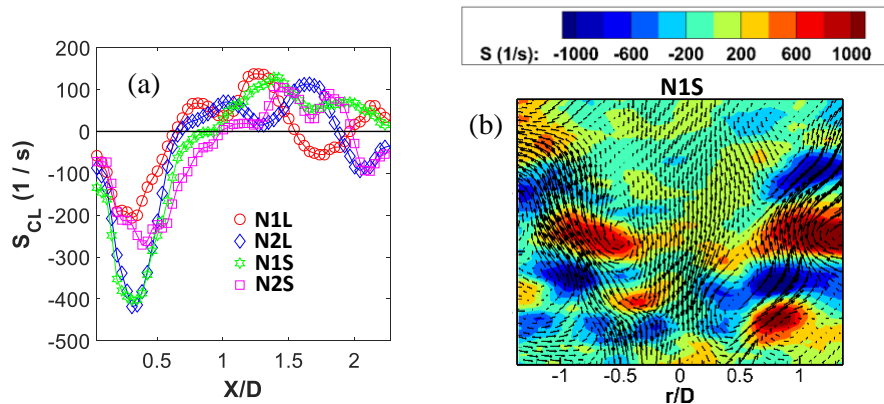 (a)
200
100
0
-100
-200
-300
-400
-500
S_CL (1 / s)
0.5
1
1.5
2
X/D
N1L
N2L
N1S
N2S
S (1/s): -1000 -600 -200 200 600 1000
N1S
(b)
-1 -0.5 0 0.5 1
r/D